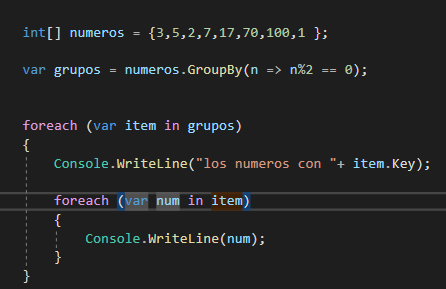 int[] numeros = {3,5,2,7,17,70,100,1 };
var grupos = numeros.GroupBy(n => n%2 == 0);
foreach (var item in grupos)
{
Console.WriteLine("los numeros con "+ item.Key);
foreach (var num in item)
{
Console.WriteLine(num);
}
}